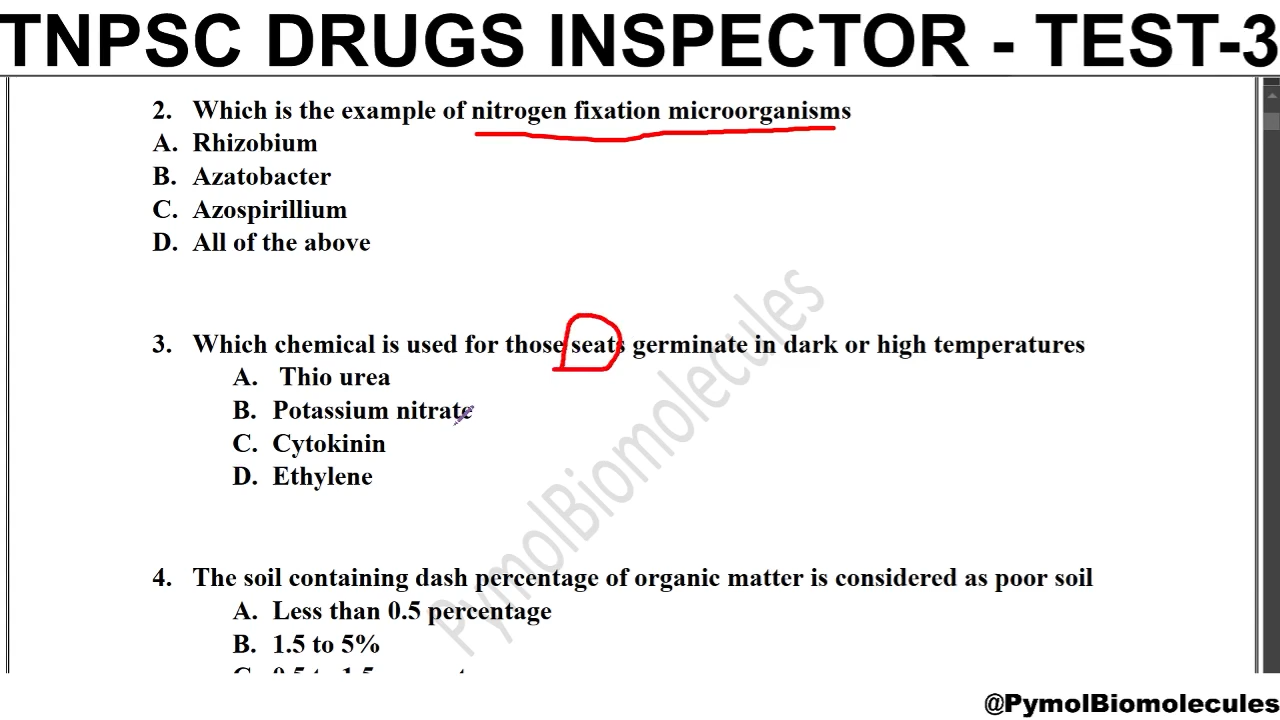 TNPSC DRUGS INSPECTOR - TEST-3
2. Which is the example of nitrogen fixation microorganisms
A. Rhizobium
B. Azatobacter
C. Azospirillium
D. All of the above
3. Which chemical is used for those seats germinate in dark or high temperatures
A. Thio urea
B. Potassium nitrate
C. Cytokinin
D. Ethylene
4. The soil containing dash percentage of organic matter is considered as poor soil
A. Less than 0.5 percentage
B. 1.5 to 5%
PymolBiomolecules
@PymolBiomolecules